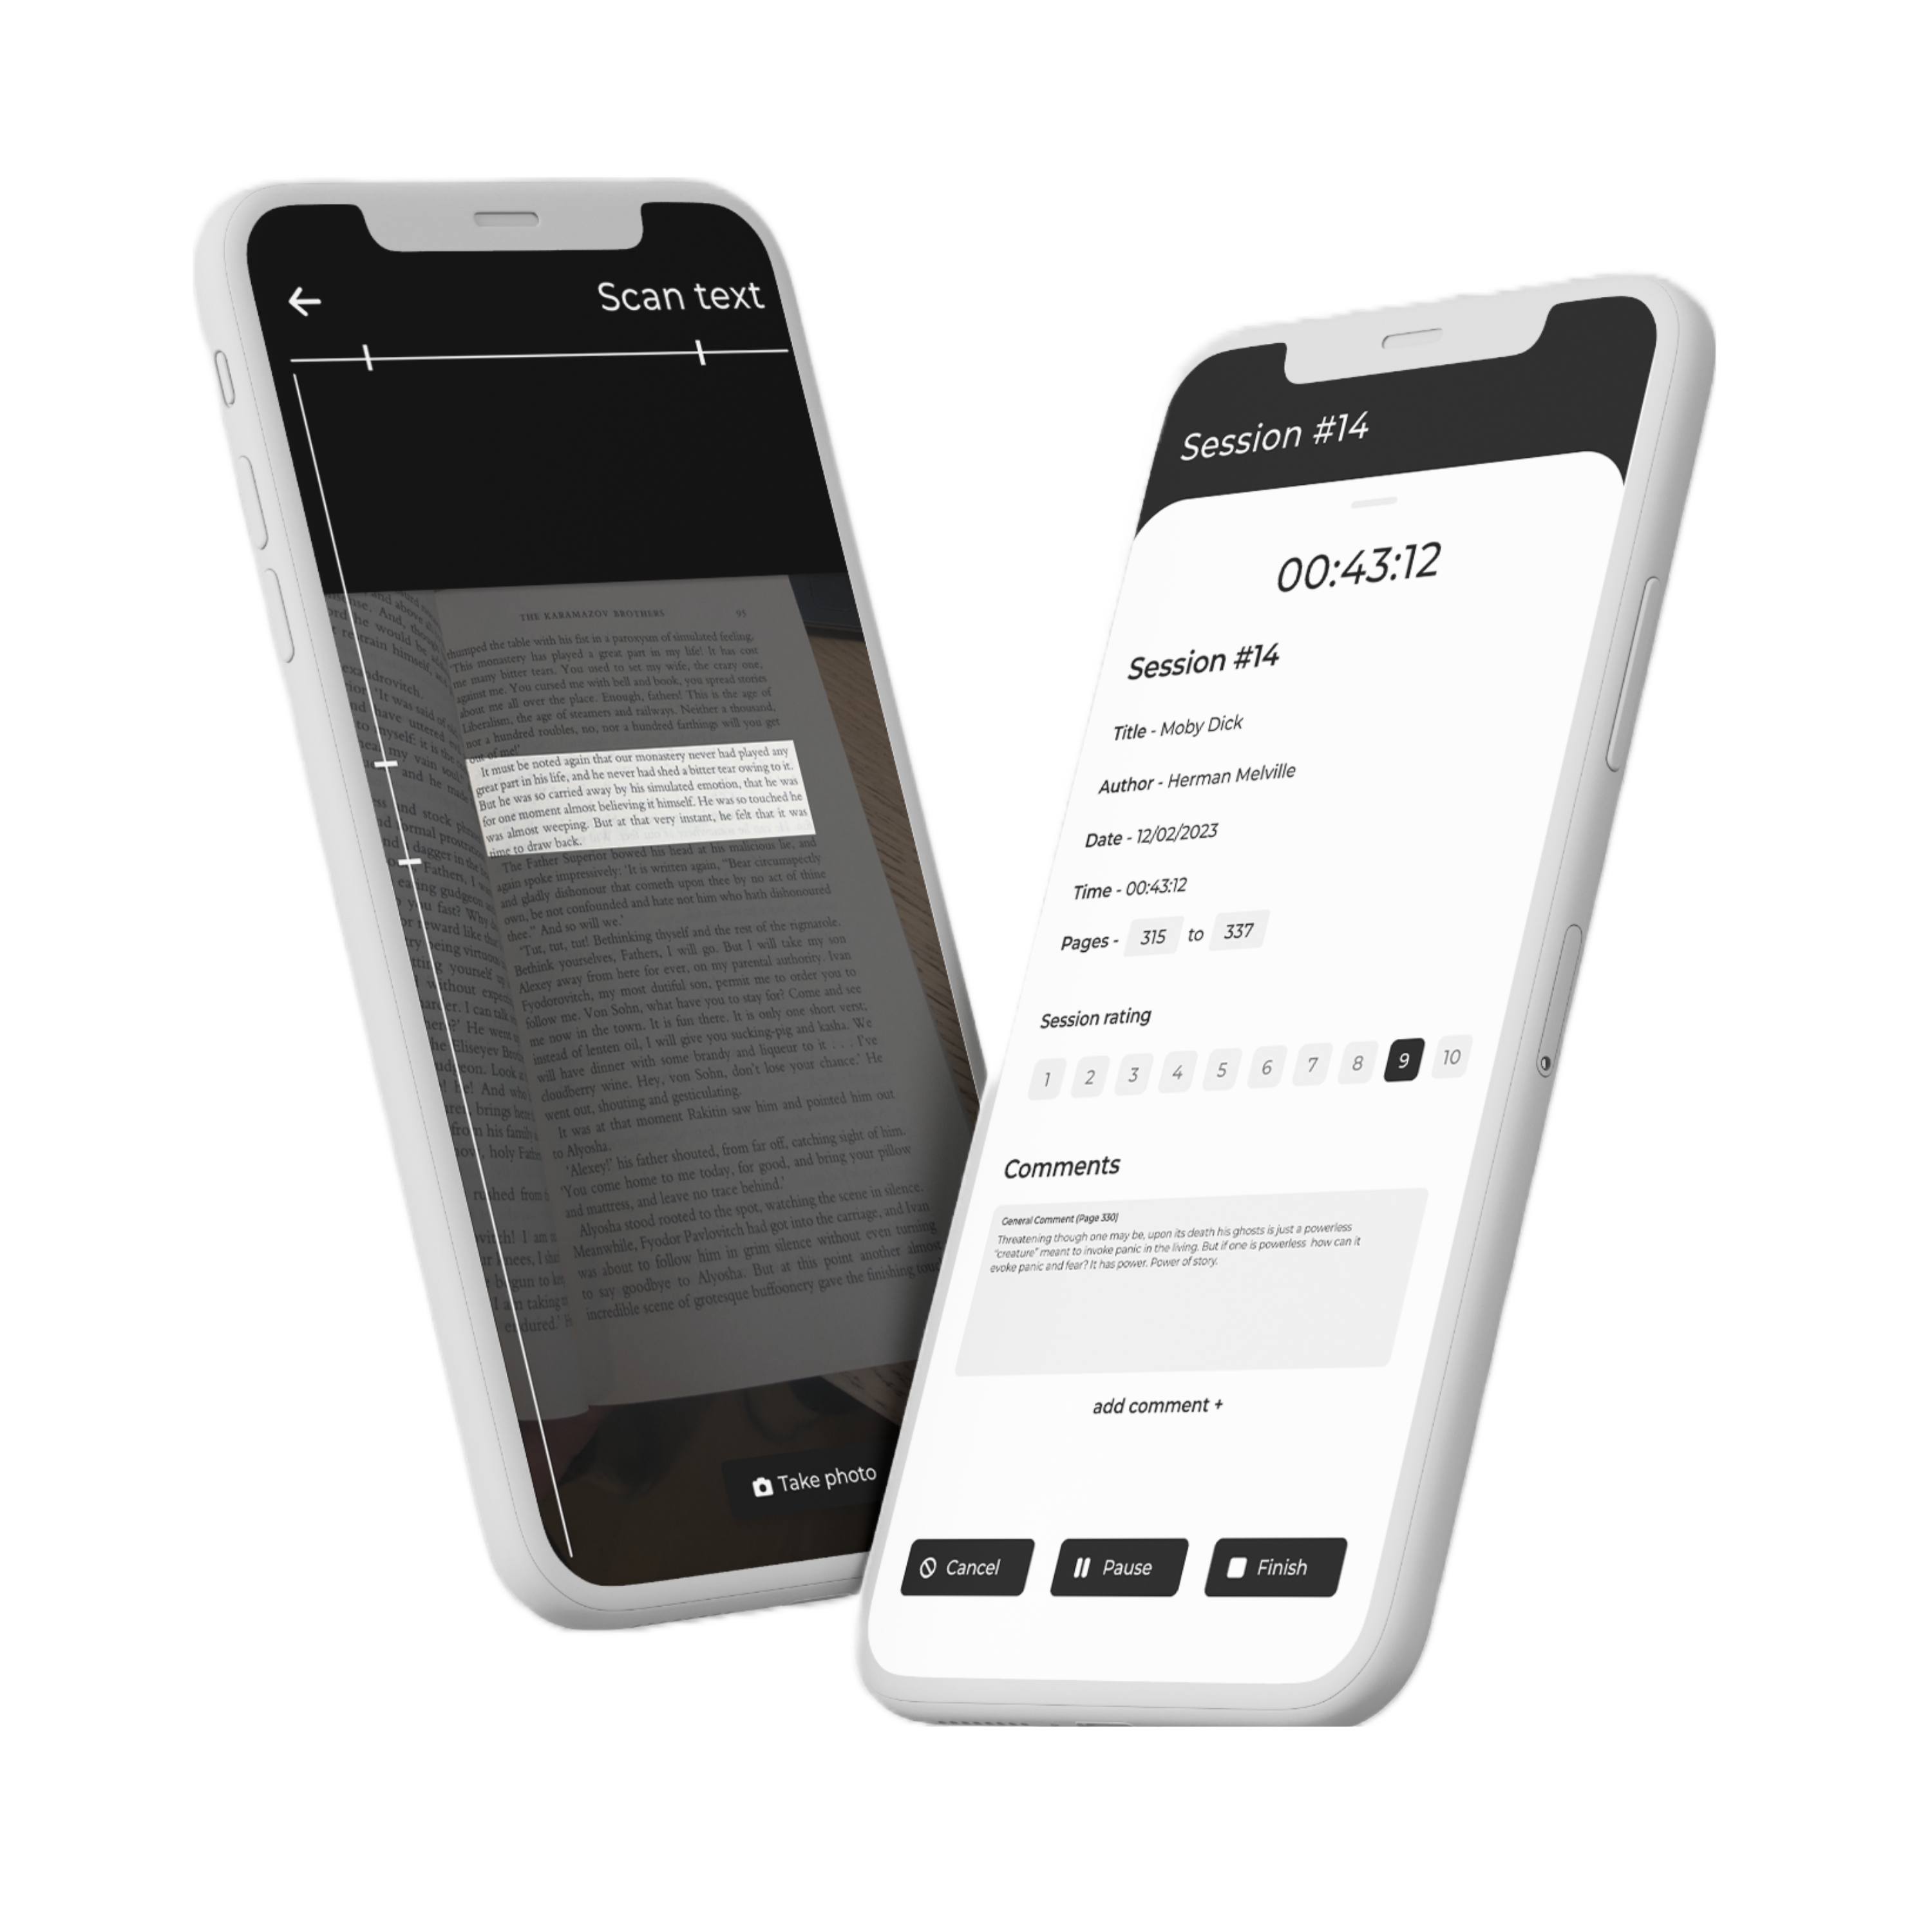 Scan text
THE KARAMAZOV BROTHERS 95
thumped the table with his fist in a paroxysm of simulated feeling.
'This monastery has played a great part in my life! It has cost
me many bitter tears. You used to set my wife, the crazy one,
against me. You cursed me with bell and book, you spread stories
about me all over the place. Enough, fathers! This is the age of
Liberalism, the age of steamers and railways. Neither a thousand,
nor a hundred roubles, no, nor a hundred farthings will you get
out of me!'
It must be noted again that our monastery never had played any
great part in his life, and he never had shed a bitter tear owing to it.
But he was so carried away by his simulated emotion, that he was
for one moment almost believing it himself. He was so touched he
was almost weeping. But at that very instant, he felt that it was
time to draw back.
The Father Superior bowed his head at his malicious lie, and
again spoke impressively: 'It is written again, "Bear circumspectly
and gladly dishonour that cometh upon thee by no act of thine
own, be not confounded and hate not him who hath dishonoured
thee." And so will we.'
'Tut, tut, tut! Bethinking thyself and the rest of the rigmarole.
Bethink yourselves, Fathers, I will go. But I will take my son
Alexey away from here for ever, on my parental authority. Ivan
Fyodorovitch, my most dutiful son, permit me to order you to
follow me. Von Sohn, what have you to stay for? Come and see
me now in the town. It is fun there. It is only one short verst;
instead of lenten oil, I will give you sucking-pig and kasha. We
will have dinner with some brandy and liqueur to it . . . I've
cloudberry wine. Hey, von Sohn, don't lose your chance.' He
went out, shouting and gesticulating.
It was at that moment Rakitin saw him and pointed him out
to Alyosha.
'Alexey!' his father shouted, from far off, catching sight of him.
'You come home to me today, for good, and bring your pillow
and mattress, and leave no trace behind.'
Alyosha stood rooted to the spot, watching the scene in silence.
Meanwhile, Fyodor Pavlovitch had got into the carriage, and Ivan
was about to follow him in grim silence without even turning
to say goodbye to Alyosha. But at this point another almost
incredible scene of grotesque buffoonery gave the finishing
Take photo
Session #14
00:43:12
Session #14
Title - Moby Dick
Author - Herman Melville
Date - 12/02/2023
Time - 00:43:12
Pages - 315 to 337
Session rating
1 2 3 4 5 6 7 8 9 10
Comments
General Comment (Page 330)
Threatening though one may be, upon its death his ghosts is just a powerless
"creature" meant to invoke panic in the living. But if one is powerless how can it
evoke panic and fear? It has power. Power of story.
add comment +
Cancel Pause Finish